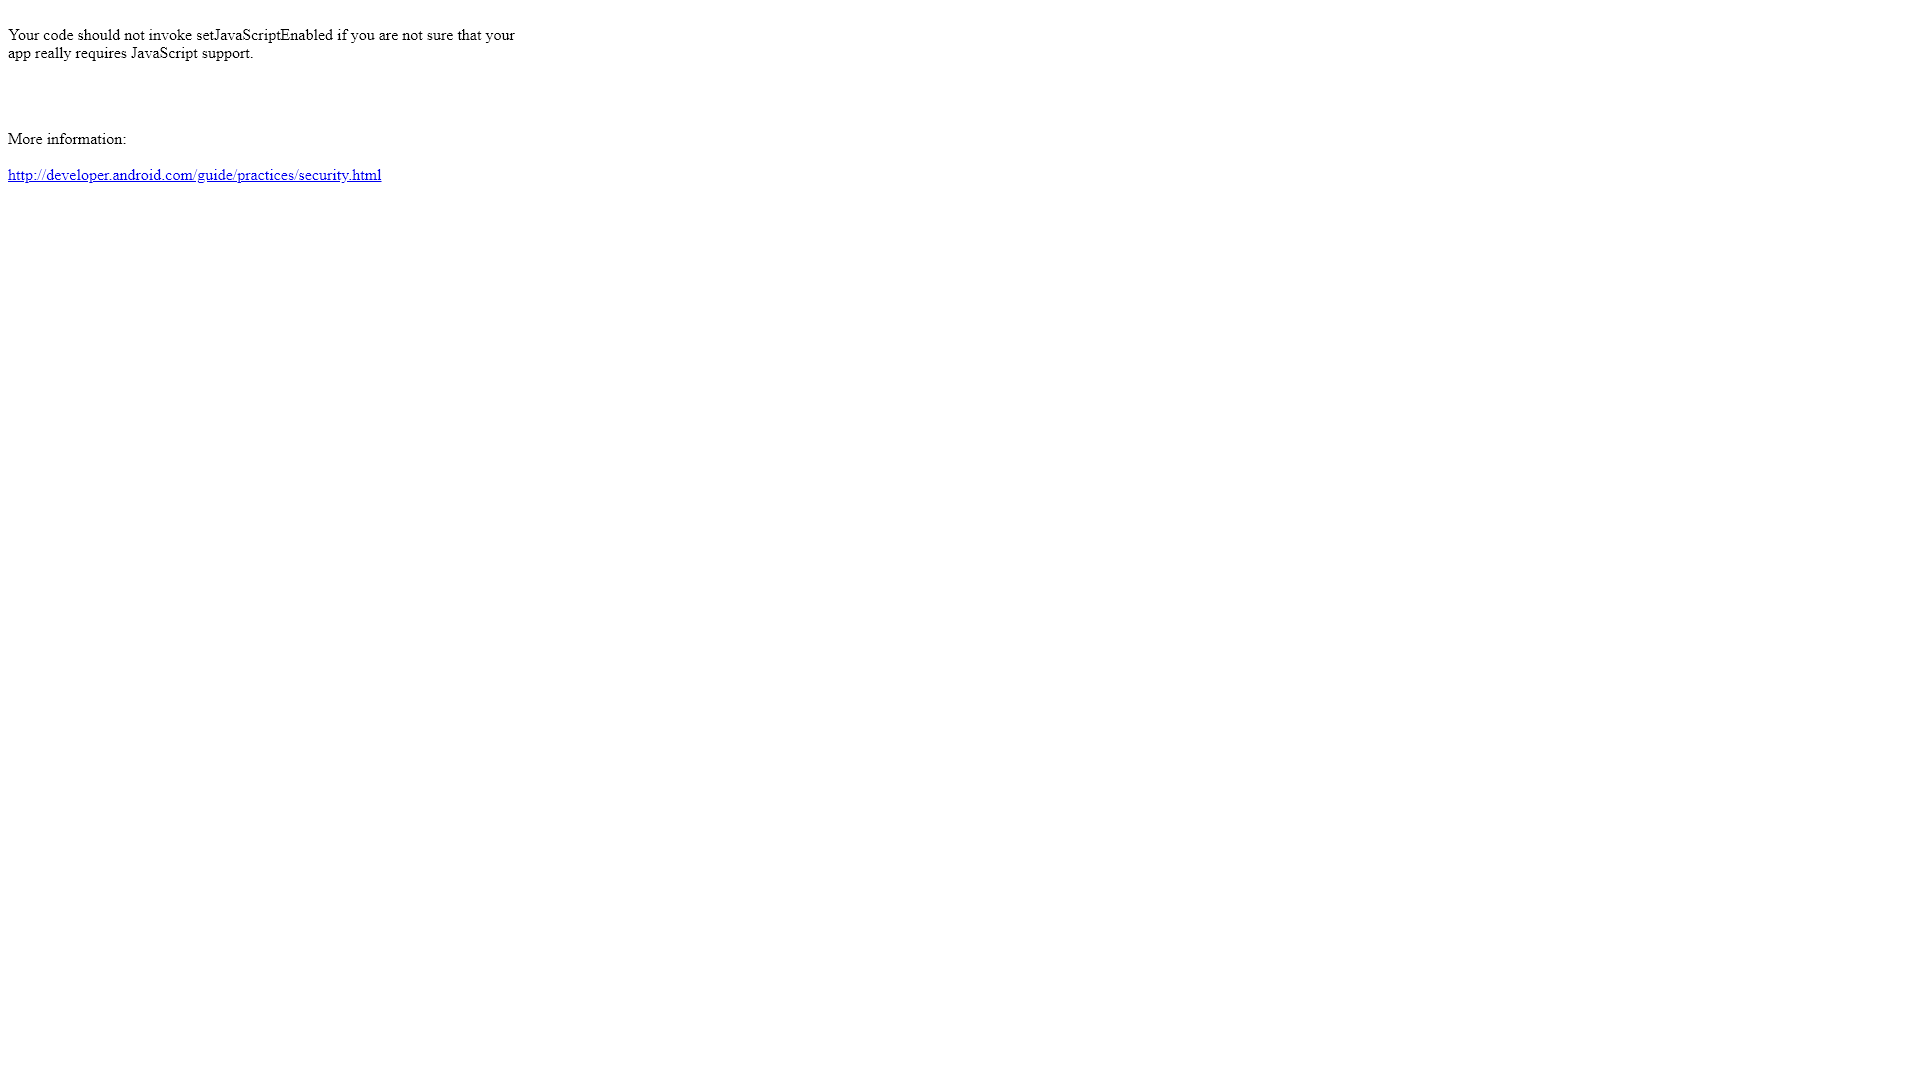 Your code should not invoke setJavaScriptEnabled if you are not sure that your
app really requires JavaScript support.
More information:
http://developer.android.com/guide/practices/security.html